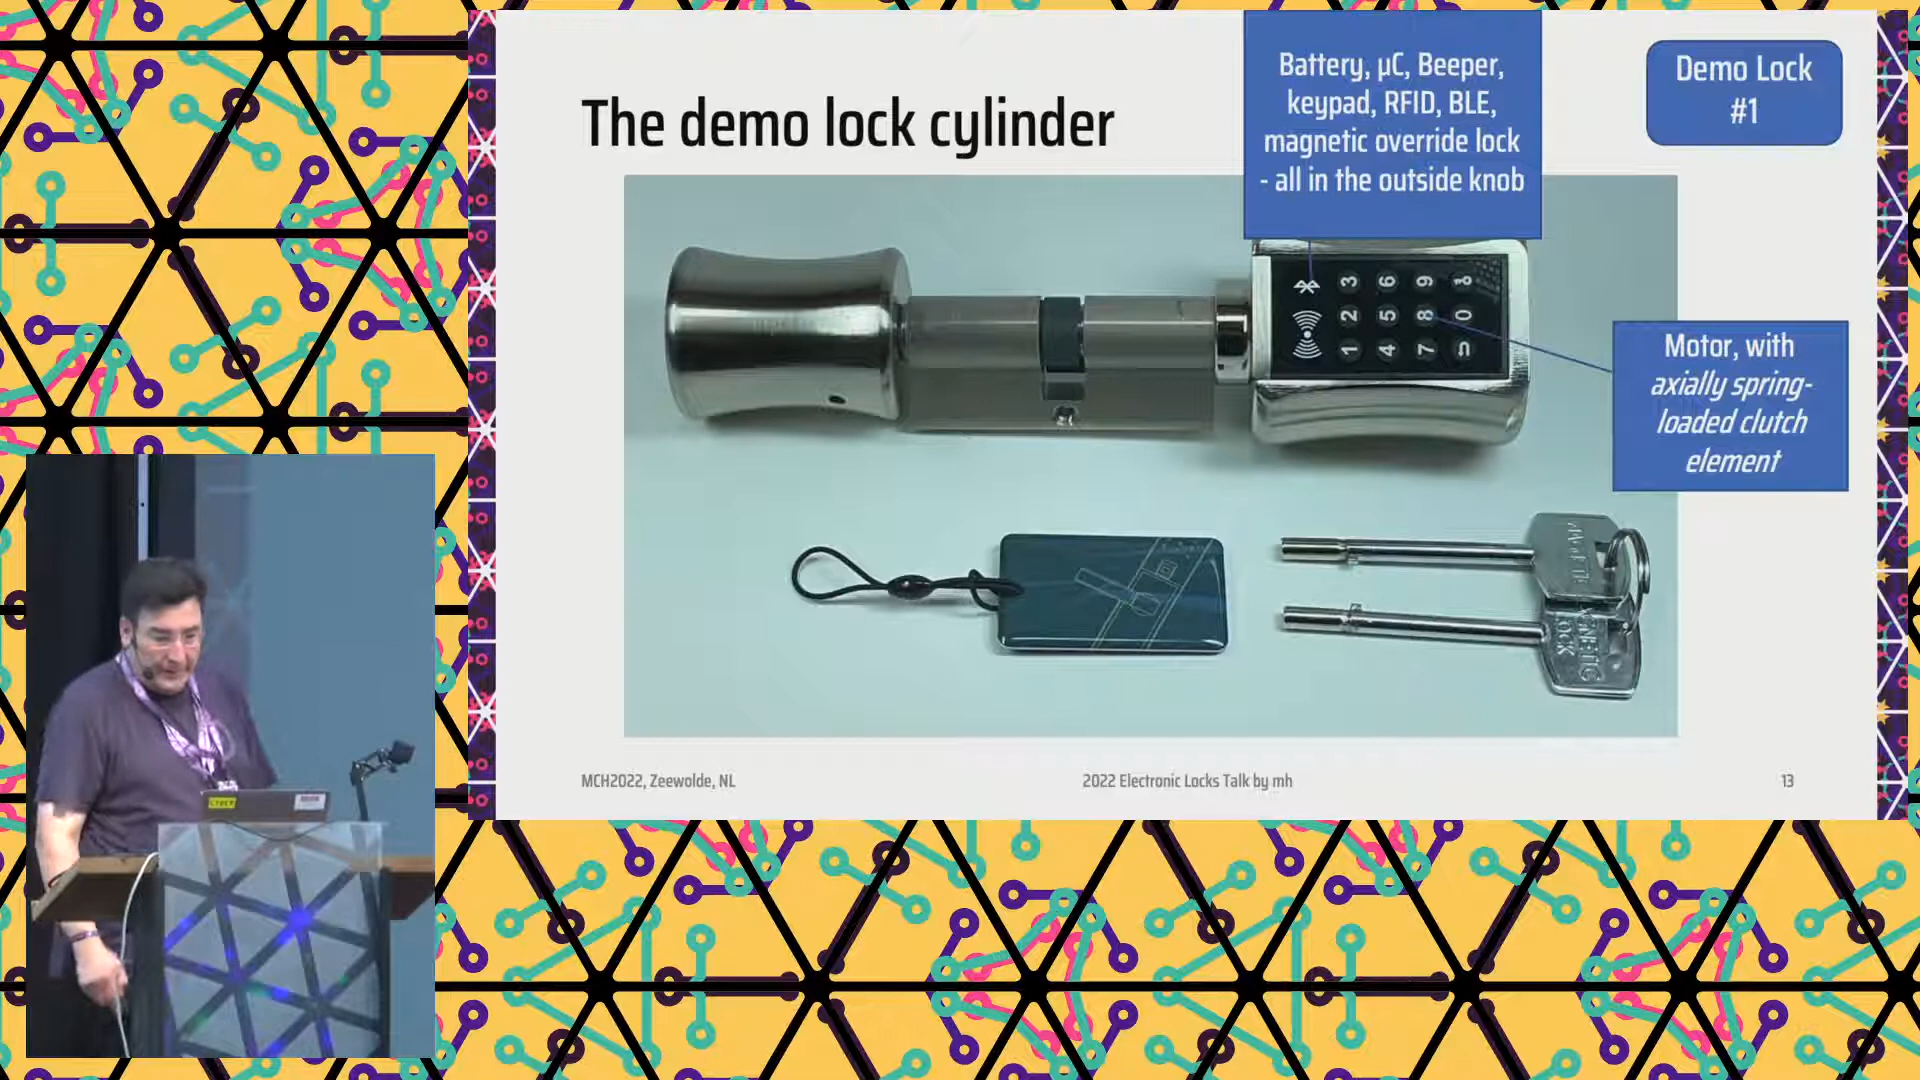 The demo lock cylinder
Battery, µC, Beeper,
keypad, RFID, BLE,
magnetic override lock
- all in the outside knob
Demo Lock
#1
3 6 9
2 5 8 0
1 4 7
Motor, with
axially spring-
loaded clutch
element
MCH2022, Zeewolde, NL
2022 Electronic Locks Talk by mh
13